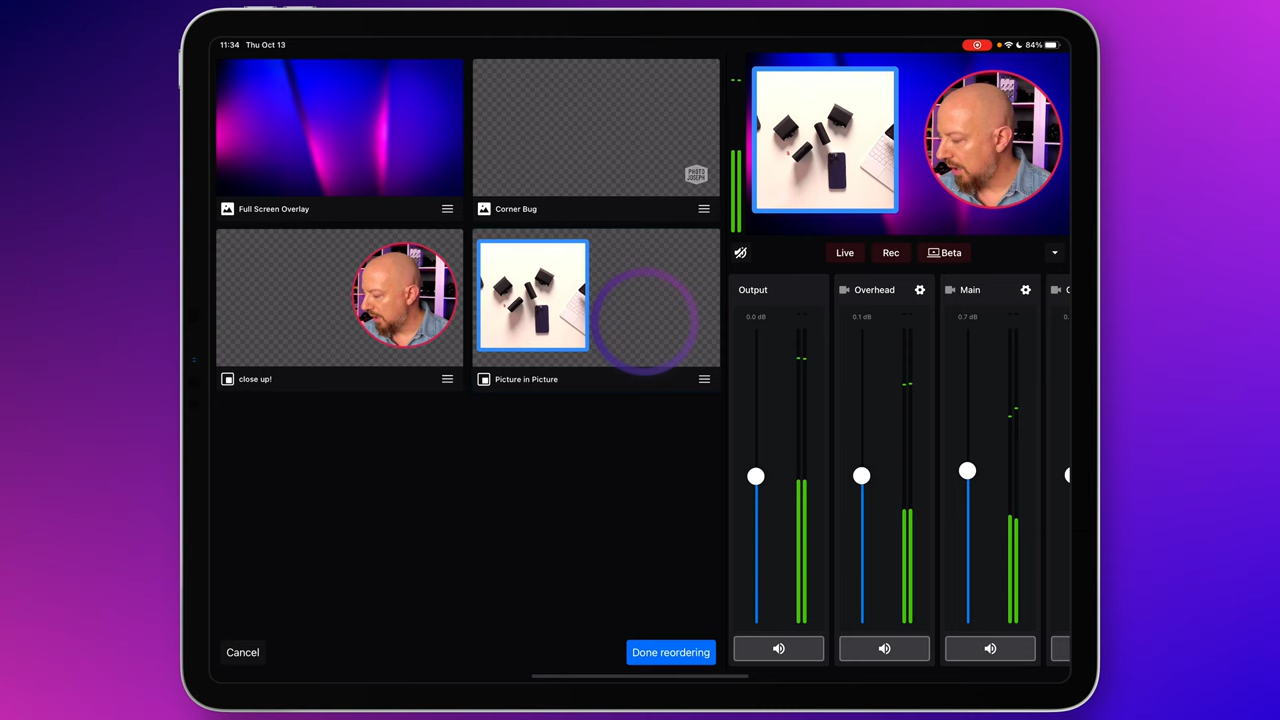 11:34 Thu Oct 13
84%
PHOTO
JOSEPH
Full Screen Overlay
Corner Bug
close up!
Picture in Picture
Live
Rec
Beta
Output
Overhead
Main
0.0 dB
0.1 dB
0.7 dB
Cancel
Done reordering